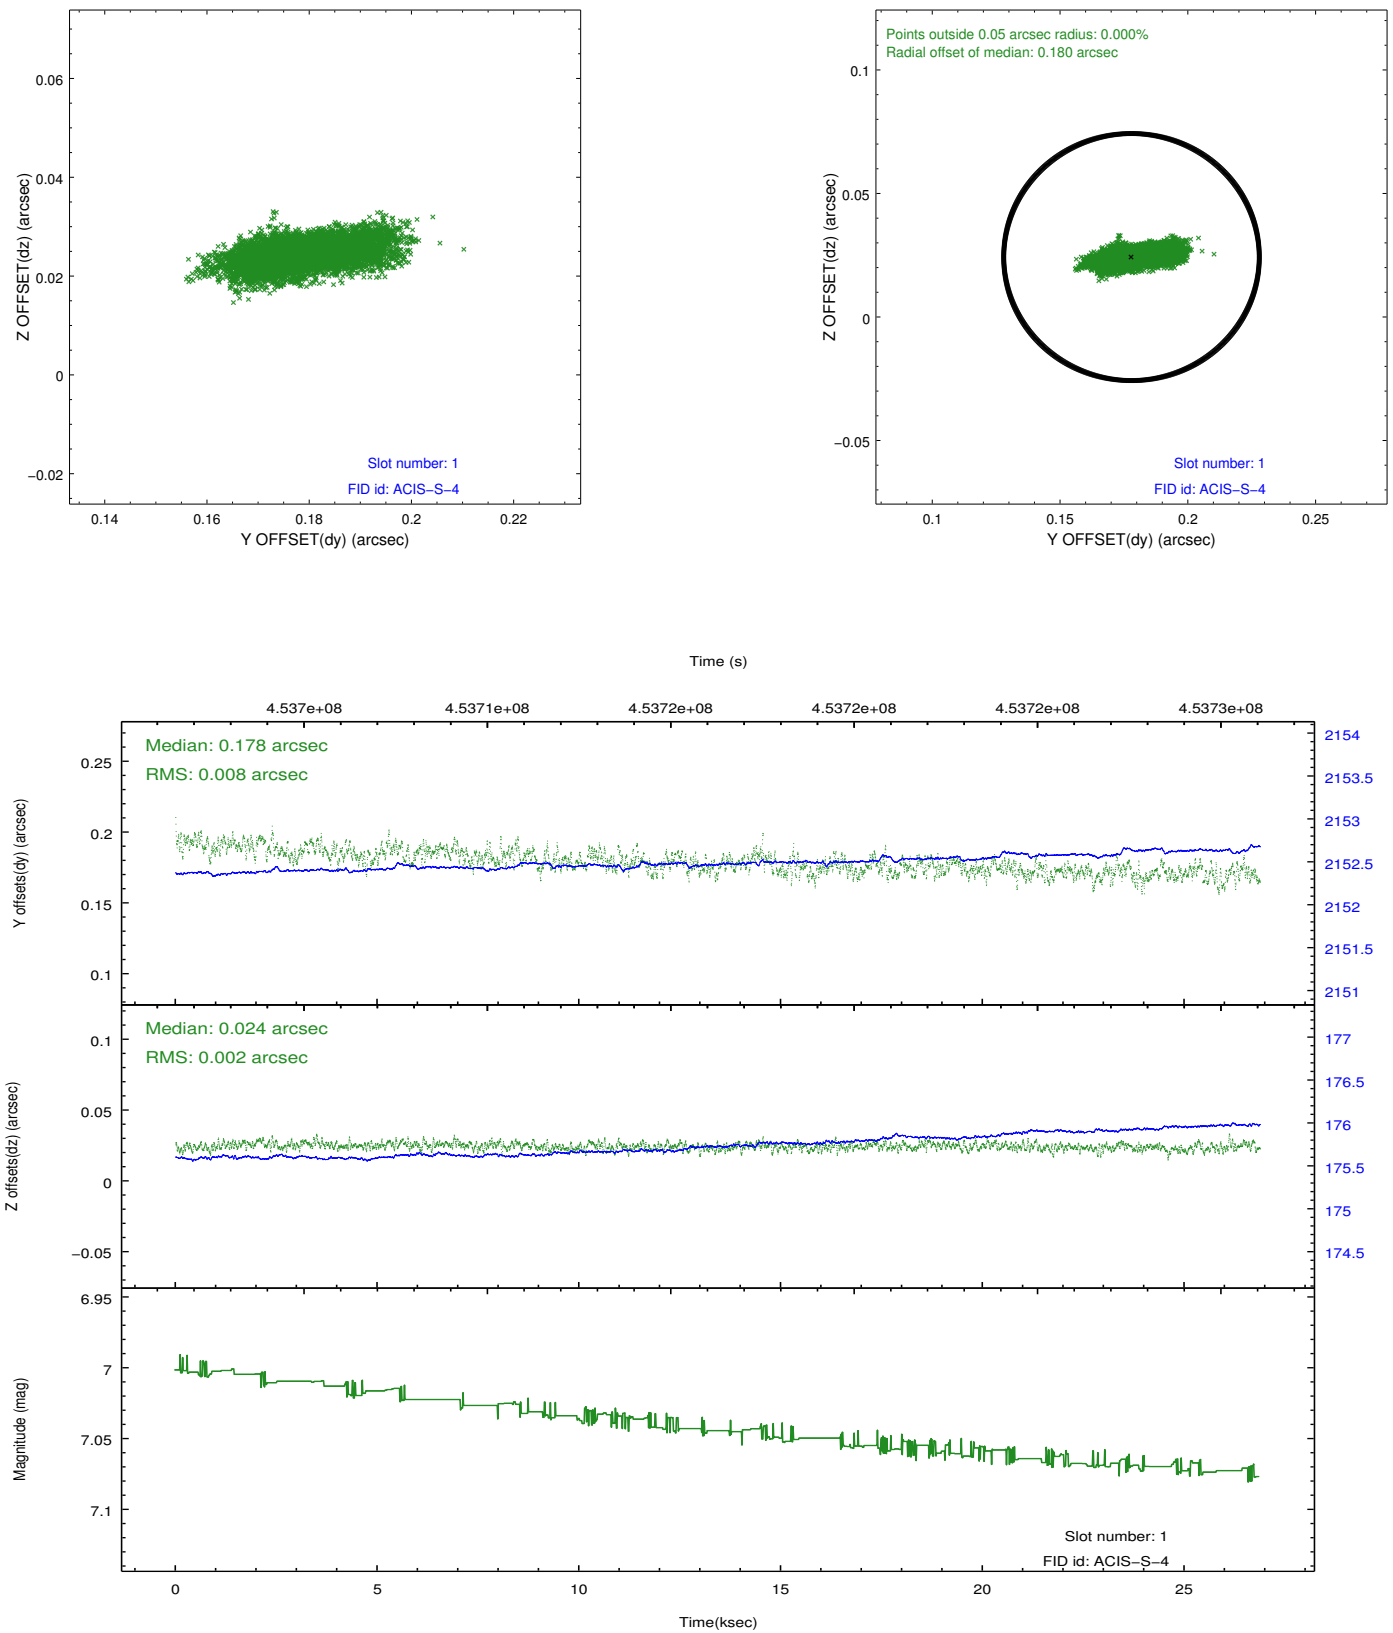 0.06
0.04
0.02
0
−0.02
Z OFFSET(dz) (arcsec)
Slot number: 1
FID id: ACIS−S−4
0.14 0.16 0.18 0.2 0.22
Y OFFSET(dy) (arcsec)
Points outside 0.05 arcsec radius: 0.000%
Radial offset of median: 0.180 arcsec
0.1
0.05
0
−0.05
Z OFFSET(dz) (arcsec)
Slot number: 1
FID id: ACIS−S−4
0.1 0.15 0.2 0.25
Y OFFSET(dy) (arcsec)
Time (s)
4.537e+08 4.5371e+08 4.5372e+08 4.5372e+08 4.5372e+08 4.5373e+08
Median: 0.178 arcsec
RMS: 0.008 arcsec
0.25
0.2
0.15
0.1
Y offsets(dy) (arcsec)
2154
2153.5
2153
2152.5
2152
2151.5
2151
Median: 0.024 arcsec
RMS: 0.002 arcsec
0.1
0.05
0
−0.05
Z offsets(dz) (arcsec)
177
176.5
176
175.5
175
174.5
6.95
7
7.05
7.1
Magnitude (mag)
Slot number: 1
FID id: ACIS−S−4
0 5 10 15 20 25
Time(ksec)